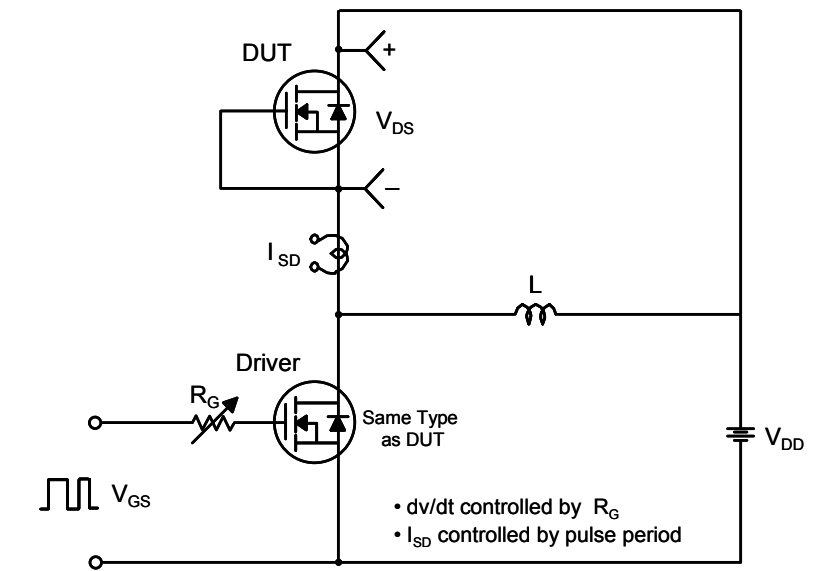 DUT
+
V_DS
–
I_SD
L
Driver
R_G
Same Type
as DUT
V_DD
V_GS
• dv/dt controlled by R_G
• I_SD controlled by pulse period